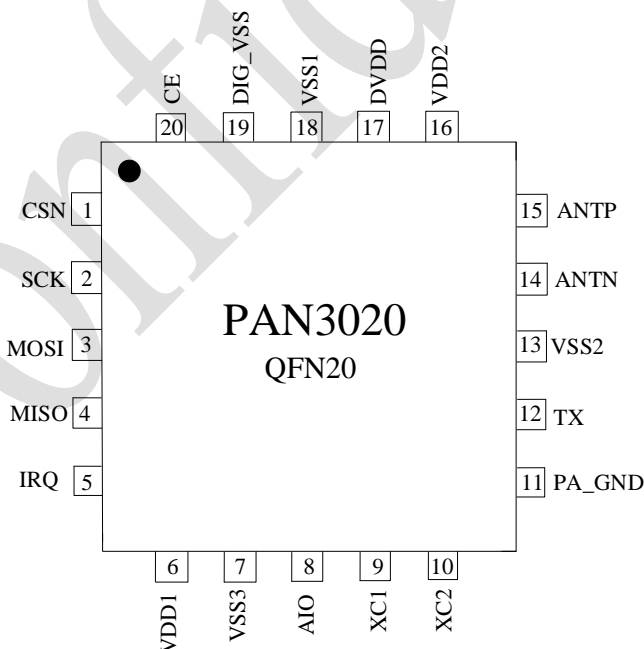 CE
DIG_VSS
VSS1
DVDD
VDD2
20
19
18
17
16
CSN 1
15 ANTP
SCK 2
14 ANTN
PAN3020
MOSI 3
13 VSS2
QFN20
MISO 4
12 TX
IRQ 5
11 PA_GND
6
7
8
9
10
VDD1
VSS3
AIO
XC1
XC2